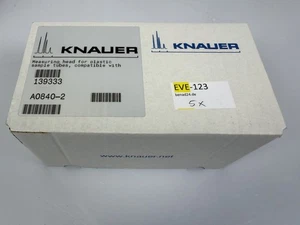 KNAUER
Measuring head for plastic
sample tubes, compatible with
139333
A0840-2
KNAUER
EVE-123
5x
www.knauer.net